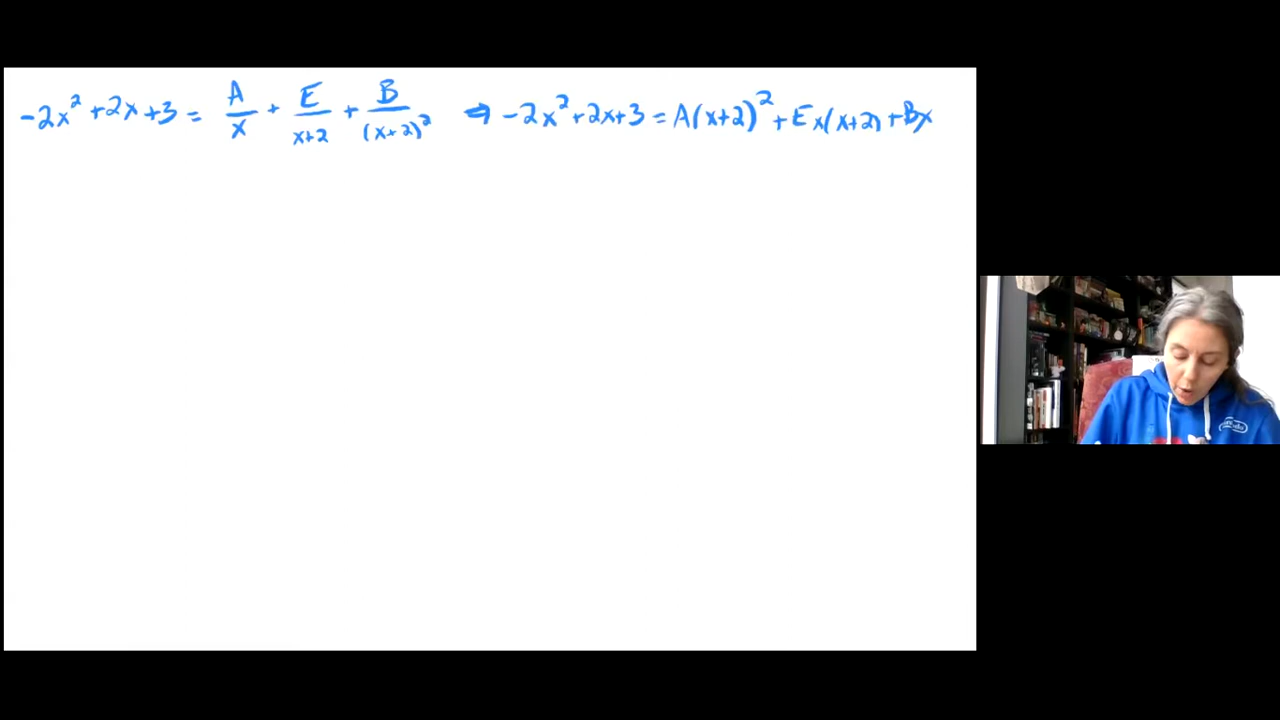 -2x² + 2x + 3 = A/x + E/(x+2) + B/(x+2)² ⇒ -2x² + 2x + 3 = A(x+2)² + Ex(x+2) + Bx